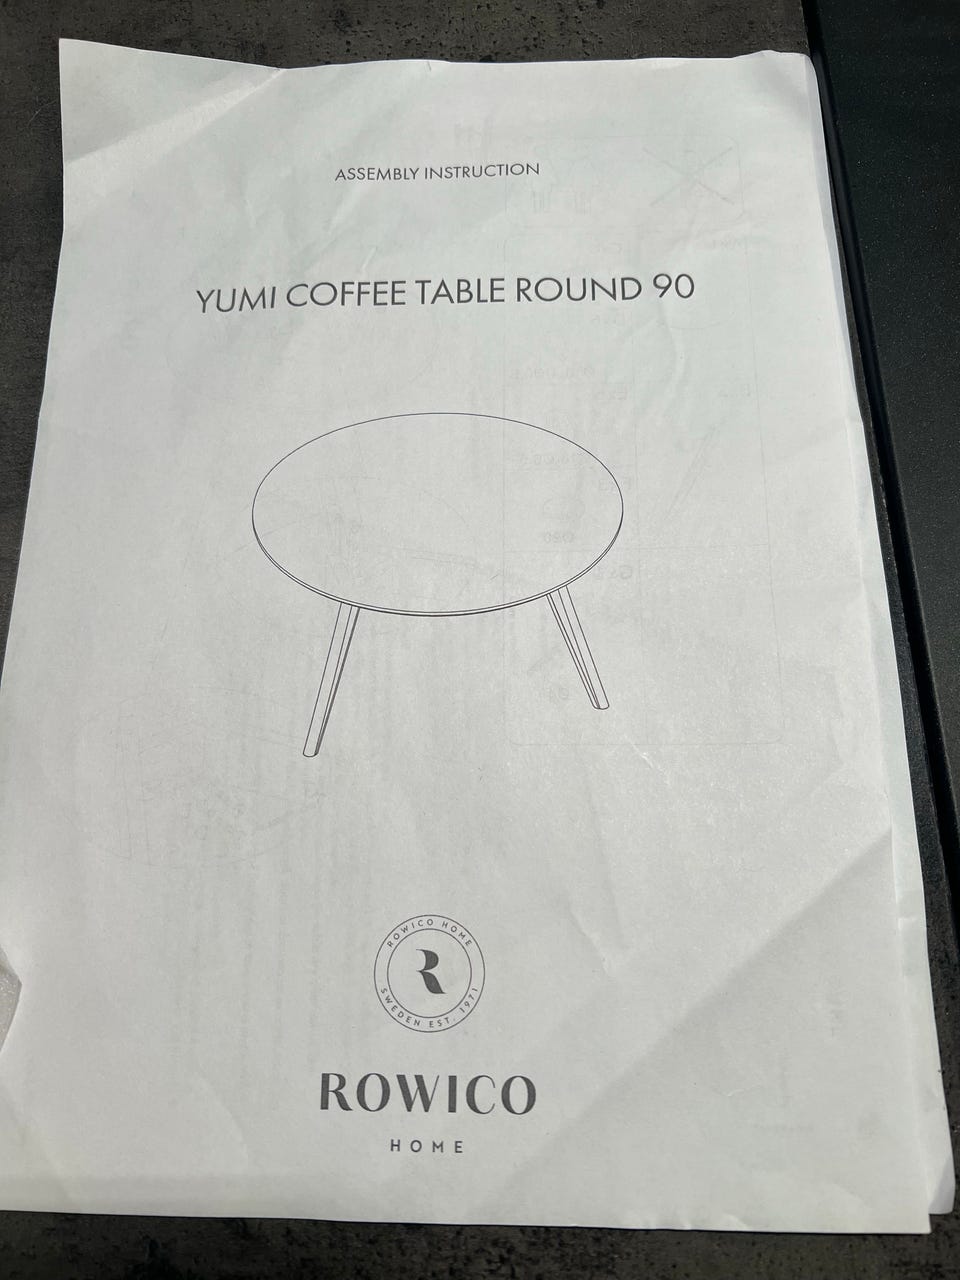 ASSEMBLY INSTRUCTION
YUMI COFFEE TABLE ROUND 90
ROWICO HOME
R
SWEDEN EST. 1971
ROWICO
HOME